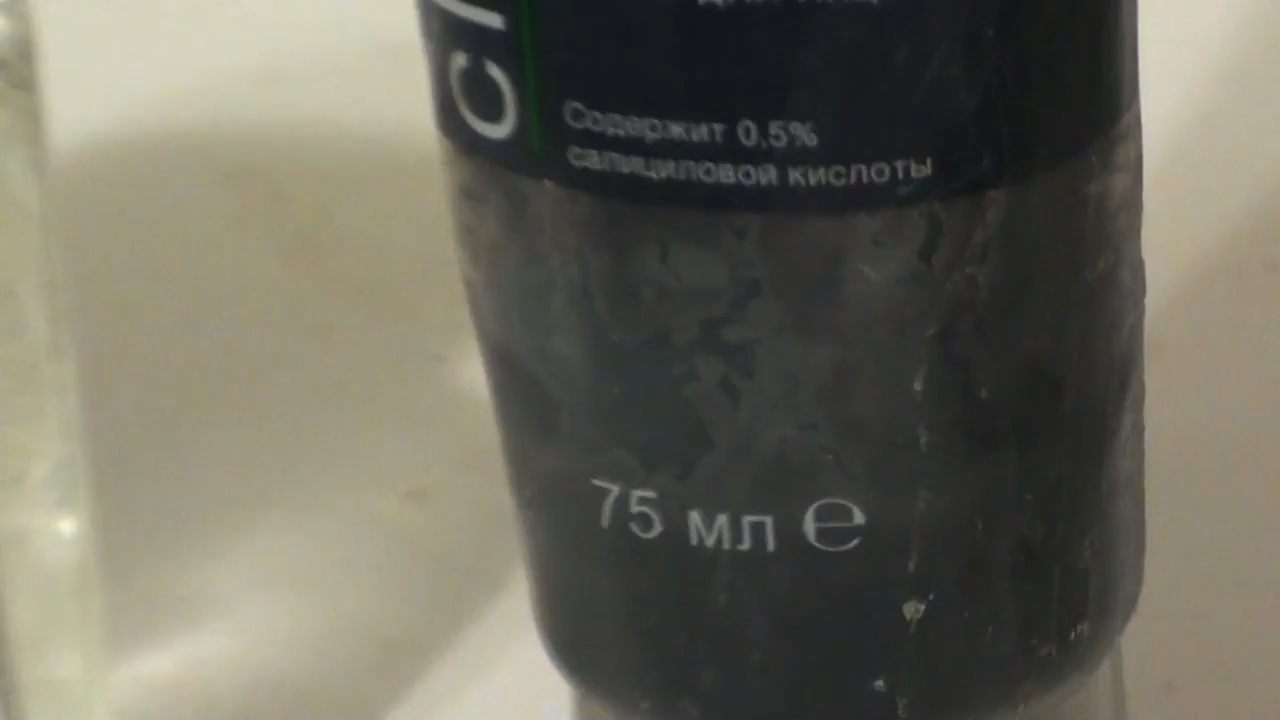 Содержит 0,5%
салициловой кислоты
75 мл ℮